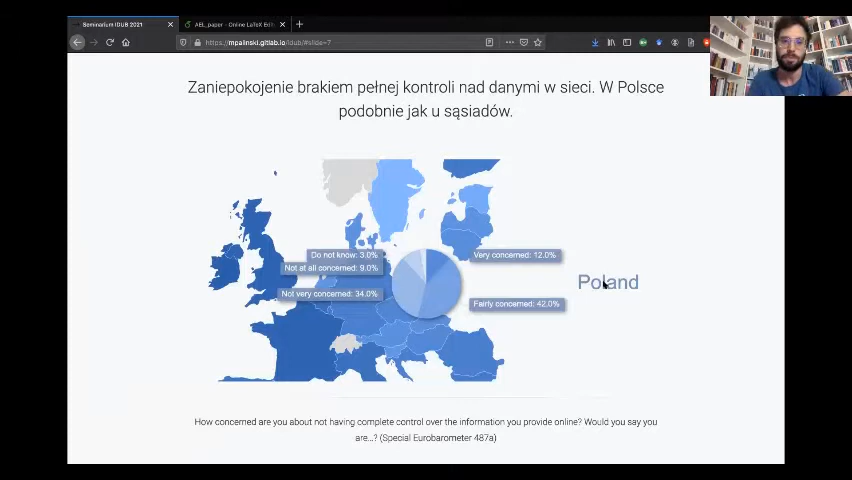 Seminarium IDUB 2021
AEL_paper - Online LaTeX Edit
https://mpalinski.gitlab.io/idub/#slide=7
Zaniepokojenie brakiem pełnej kontroli nad danymi w sieci. W Polsce
podobnie jak u sąsiadów.
Do not know: 3.0%
Very concerned: 12.0%
Not at all concerned: 9.0%
Not very concerned: 34.0%
Poland
Fairly concerned: 42.0%
How concerned are you about not having complete control over the information you provide online? Would you say you
are...? (Special Eurobarometer 487a)